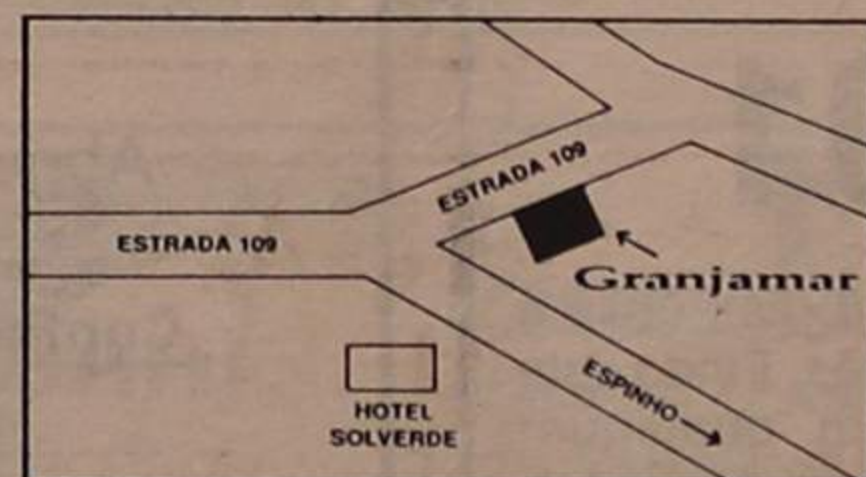 ESTRADA 109
ESTRADA 109
Granjamar
HOTEL
SOLVERDE
ESPINHO